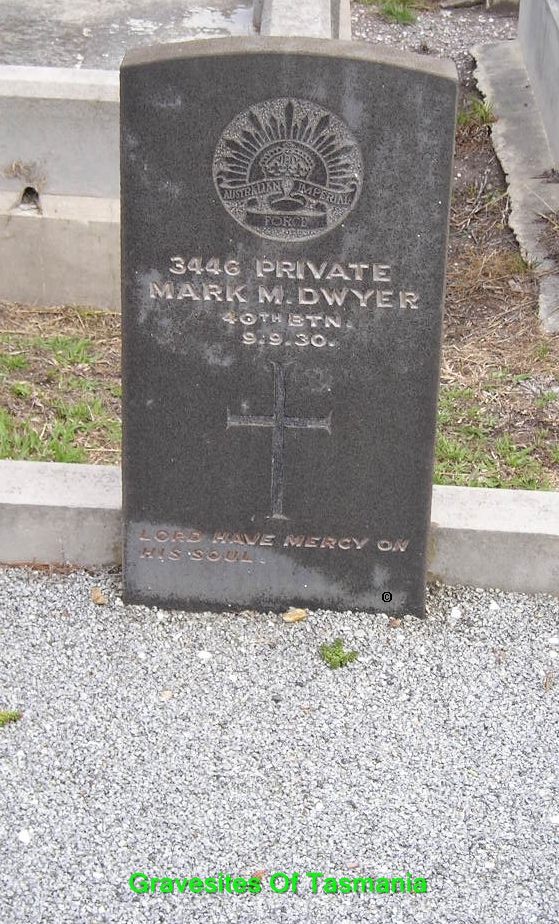 AUSTRALIAN IMPERIAL
FORCE
3446 PRIVATE
MARK M. DWYER
40TH BTN.
9.9.30.
LORD HAVE MERCY ON
HIS SOUL.
©
Gravesites Of Tasmania